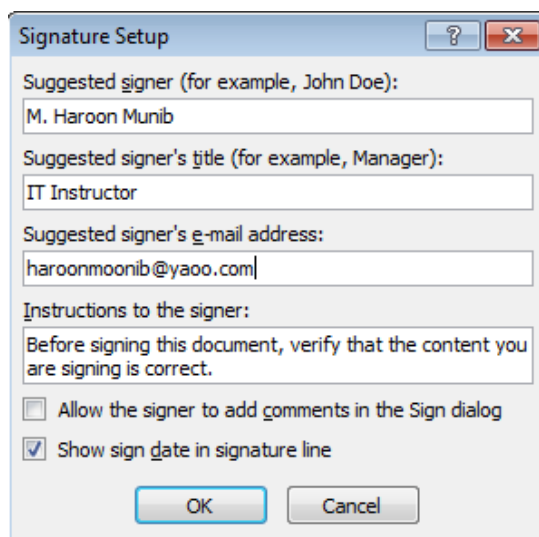 Signature Setup
Suggested signer (for example, John Doe):
M. Haroon Munib
Suggested signer's title (for example, Manager):
IT Instructor
Suggested signer's e-mail address:
haroonmoonib@yaoo.com
Instructions to the signer:
Before signing this document, verify that the content you
are signing is correct.
Allow the signer to add comments in the Sign dialog
Show sign date in signature line
OK Cancel